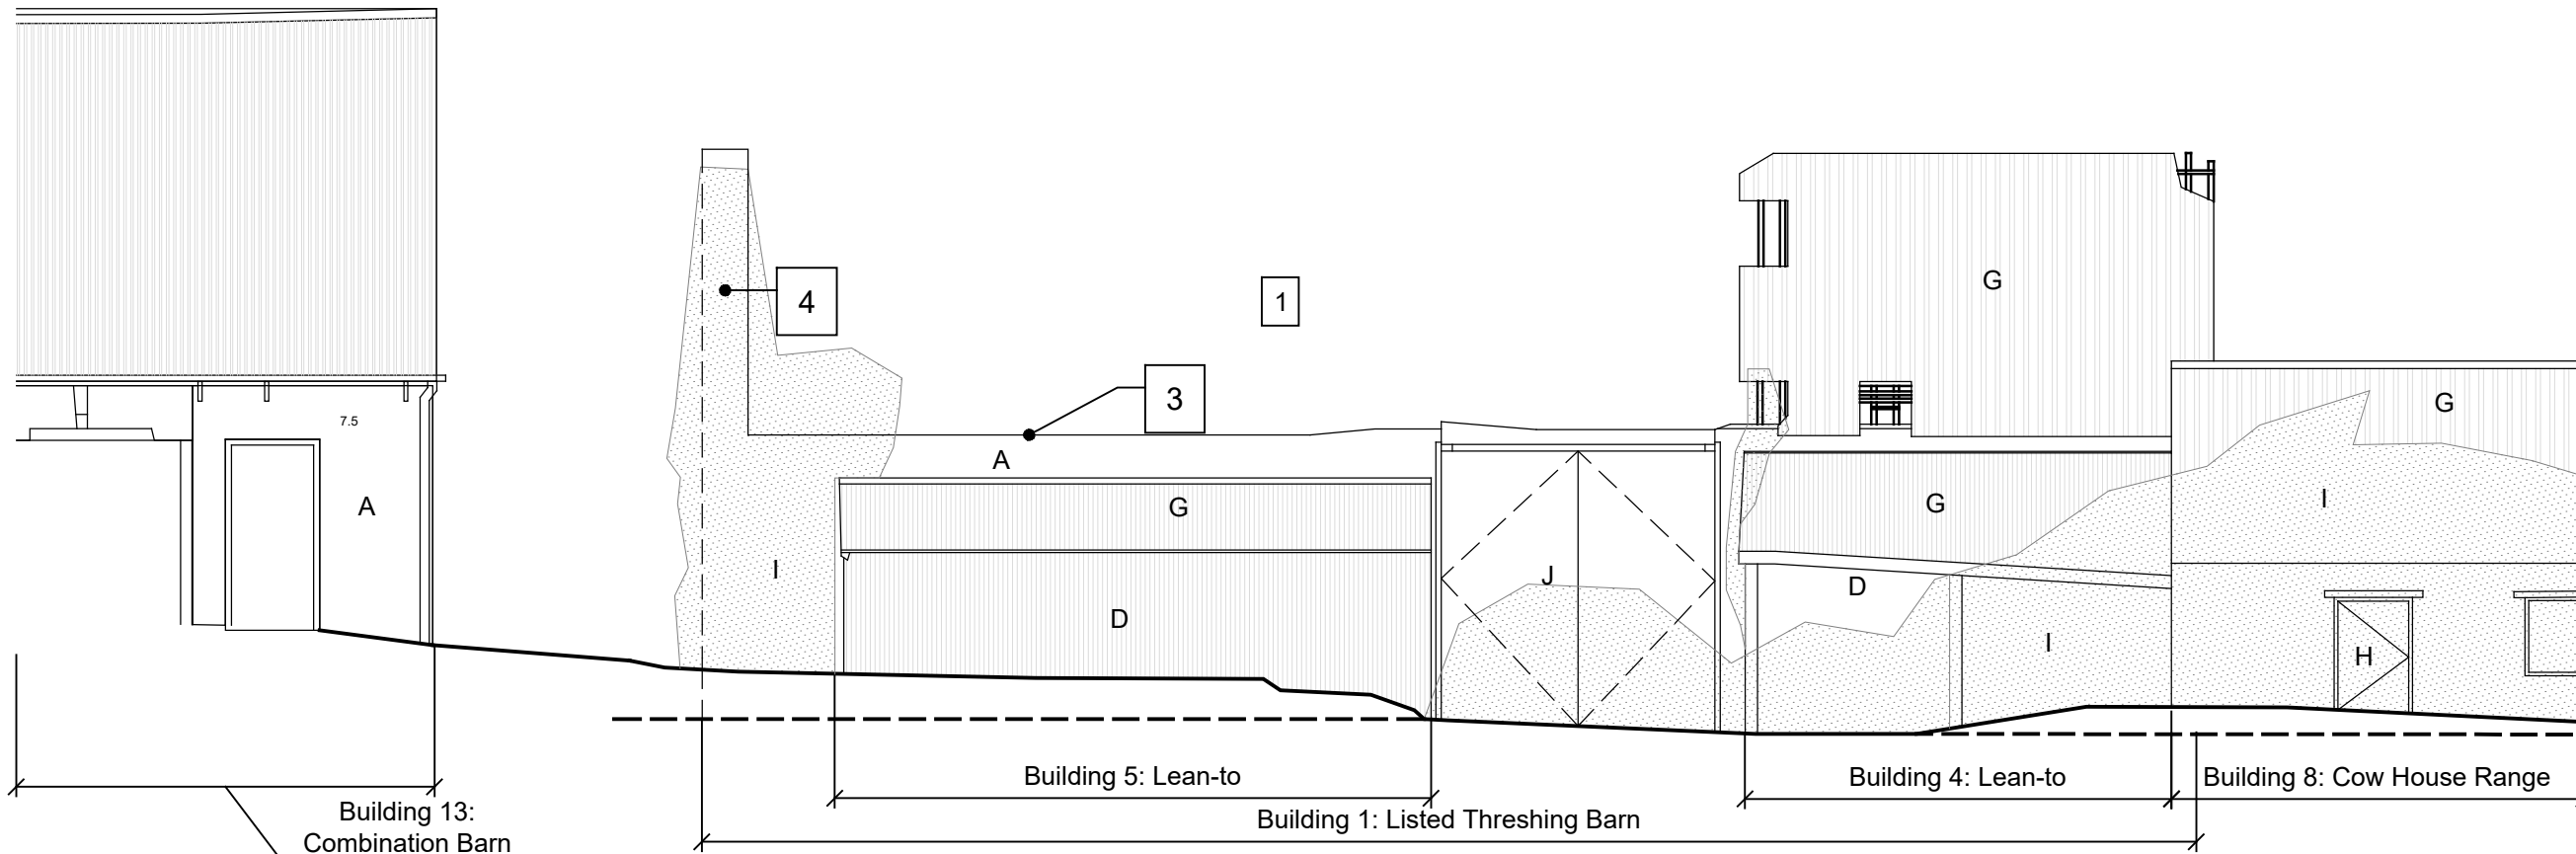 4
1
G
3
7.5
G
A
A
G
G
I
I
J
D
D
I
H
Building 5: Lean-to
Building 4: Lean-to
Building 8: Cow House Range
Building 13:
Combination Barn
Building 1: Listed Threshing Barn